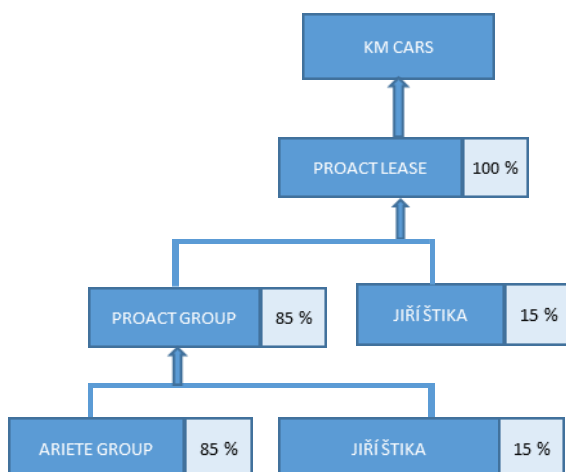 KM CARS
PROACT LEASE 100 %
PROACT GROUP 85 % JIŘÍ ŠTIKA 15 %
ARIETE GROUP 85 % JIŘÍ ŠTIKA 15 %